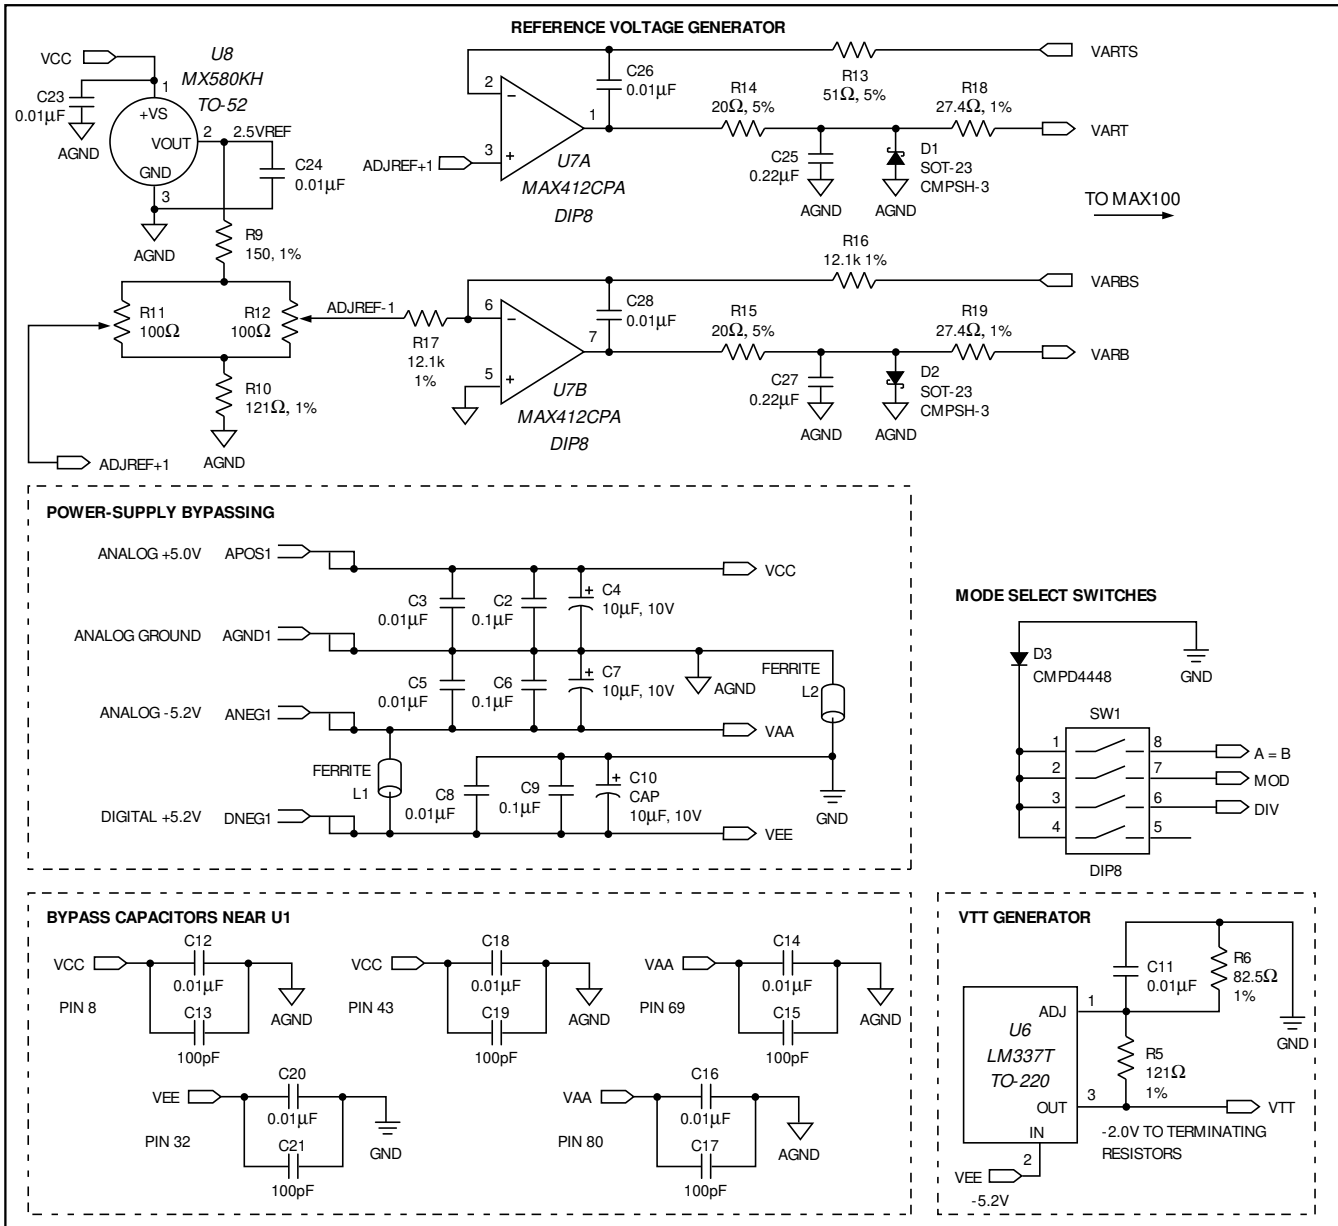 REFERENCE VOLTAGE GENERATOR
VCC
U8
MX580KH
TO-52
C23
0.01µF
AGND
1
+VS
VOUT
GND
2
2.5VREF
3
AGND
C24
0.01µF
R9
150, 1%
R11
100Ω
R12
100Ω
R10
121Ω, 1%
AGND
ADJREF+1
ADJREF-1
ADJREF+1
2
3
1
U7A
MAX412CPA
DIP8
C26
0.01µF
R13
51Ω, 5%
R14
20Ω, 5%
R18
27.4Ω, 1%
C25
0.22µF
AGND
D1
SOT-23
CMPSH-3
AGND
VARTS
VART
TO MAX100
R17
12.1k
1%
6
5
7
U7B
MAX412CPA
DIP8
C28
0.01µF
R16
12.1k 1%
R15
20Ω, 5%
R19
27.4Ω, 1%
C27
0.22µF
AGND
D2
SOT-23
CMPSH-3
AGND
VARBS
VARB
POWER-SUPPLY BYPASSING
ANALOG +5.0V APOS1
ANALOG GROUND AGND1
ANALOG -5.2V ANEG1
DIGITAL +5.2V DNEG1
C3
0.01µF
C2
0.1µF
+ C4
10µF, 10V
VCC
C5
0.01µF
C6
0.1µF
+ C7
10µF, 10V
AGND
FERRITE
L2
VAA
FERRITE
L1
C8
0.01µF
C9
0.1µF
+ C10
CAP
10µF, 10V
GND
VEE
MODE SELECT SWITCHES
D3
CMPD4448
GND
SW1
1
2
3
4
8
7
6
5
A = B
MOD
DIV
DIP8
BYPASS CAPACITORS NEAR U1
VCC
PIN 8
C12
0.01µF
C13
100pF
AGND
VCC
PIN 43
C18
0.01µF
C19
100pF
AGND
VAA
PIN 69
C14
0.01µF
C15
100pF
AGND
VEE
PIN 32
C20
0.01µF
C21
100pF
GND
VAA
PIN 80
C16
0.01µF
C17
100pF
AGND
VTT GENERATOR
C11
0.01µF
R6
82.5Ω
1%
GND
ADJ
1
U6
LM337T
TO-220
R5
121Ω
1%
OUT
3
VTT
IN
2
-2.0V TO TERMINATING
RESISTORS
VEE
-5.2V